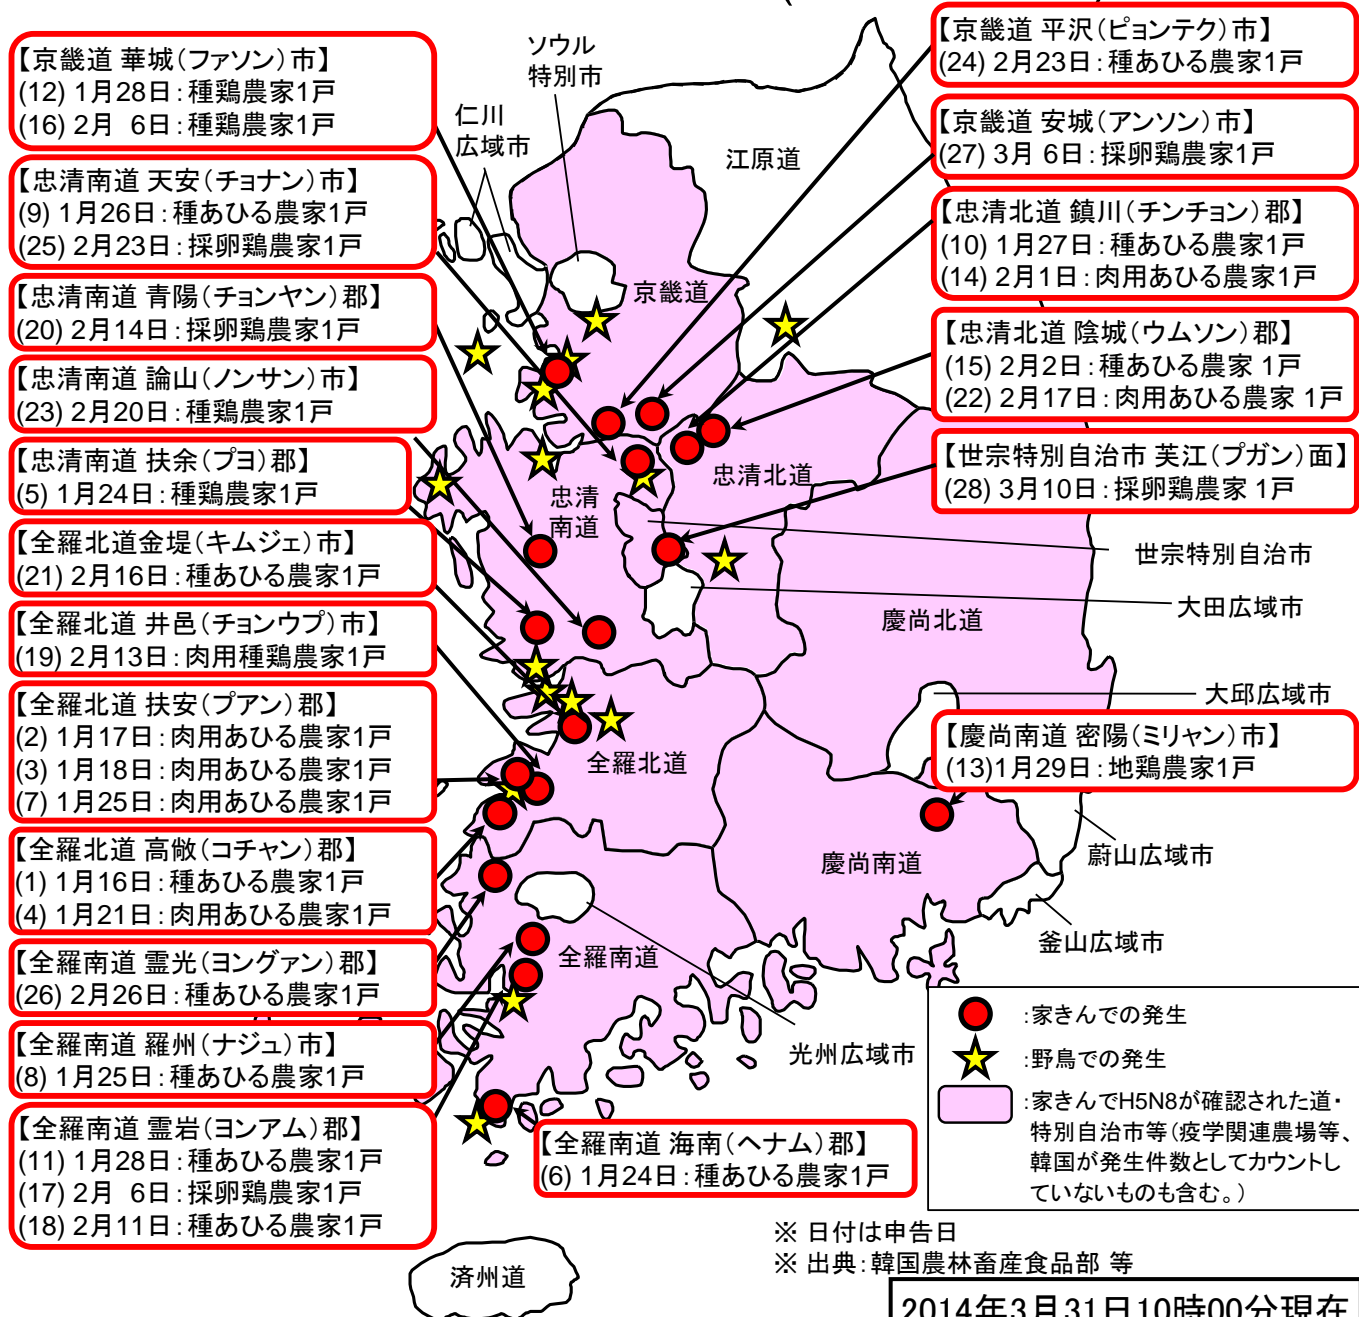 【京畿道 華城（ファソン）市】
(12) 1月28日：種鶏農家1戸
(16) 2月 6日：種鶏農家1戸
【忠清南道 天安（チョナン）市】
(9) 1月26日：種あひる農家1戸
(25) 2月23日：採卵鶏農家1戸
【忠清南道 青陽（チョンヤン）郡】
(20) 2月14日：採卵鶏農家1戸
【忠清南道 論山（ノンサン）市】
(23) 2月20日：種鶏農家1戸
【忠清南道 扶余（プヨ）郡】
(5) 1月24日：種鶏農家1戸
【全羅北道金堤（キムジェ）市】
(21) 2月16日：種あひる農家1戸
【全羅北道 井邑（チョンウプ）市】
(19) 2月13日：肉用種鶏農家1戸
【全羅北道 扶安（プアン）郡】
(2) 1月17日：肉用あひる農家1戸
(3) 1月18日：肉用あひる農家1戸
(7) 1月25日：肉用あひる農家1戸
【全羅北道 高敞（コチャン）郡】
(1) 1月16日：種あひる農家1戸
(4) 1月21日：肉用あひる農家1戸
【全羅南道 霊光（ヨングァン）郡】
(26) 2月26日：種あひる農家1戸
【全羅南道 羅州（ナジュ）市】
(8) 1月25日：種あひる農家1戸
【全羅南道 霊岩（ヨンアム）郡】
(11) 1月28日：種あひる農家1戸
(17) 2月 6日：採卵鶏農家1戸
(18) 2月11日：種あひる農家1戸
ソウル
特別市
仁川
広域市
江原道
京畿道
忠清
南道
忠清北道
慶尚北道
全羅北道
慶尚南道
全羅南道
済州道
【京畿道 平沢（ピョンテク）市】
(24) 2月23日：種あひる農家1戸
【京畿道 安城（アンソン）市】
(27) 3月 6日：採卵鶏農家1戸
【忠清北道 鎮川（チンチョン）郡】
(10) 1月27日：種あひる農家1戸
(14) 2月1日：肉用あひる農家1戸
【忠清北道 陰城（ウムソン）郡】
(15) 2月2日：種あひる農家 1戸
(22) 2月17日：肉用あひる農家 1戸
【世宗特別自治市 芙江（プガン）面】
(28) 3月10日：採卵鶏農家 1戸
世宗特別自治市
大田広域市
大邱広域市
【慶尚南道 密陽（ミリャン）市】
(13)1月29日：地鶏農家1戸
蔚山広域市
釜山広域市
光州広域市
【全羅南道 海南（ヘナム）郡】
(6) 1月24日：種あひる農家1戸
：家きんでの発生
：野鳥での発生
：家きんでH5N8が確認された道・
特別自治市等（疫学関連農場等、
韓国が発生件数としてカウントし
ていないものも含む。）
※ 日付は申告日
※ 出典：韓国農林畜産食品部 等
2014年3月31日10時00分現在